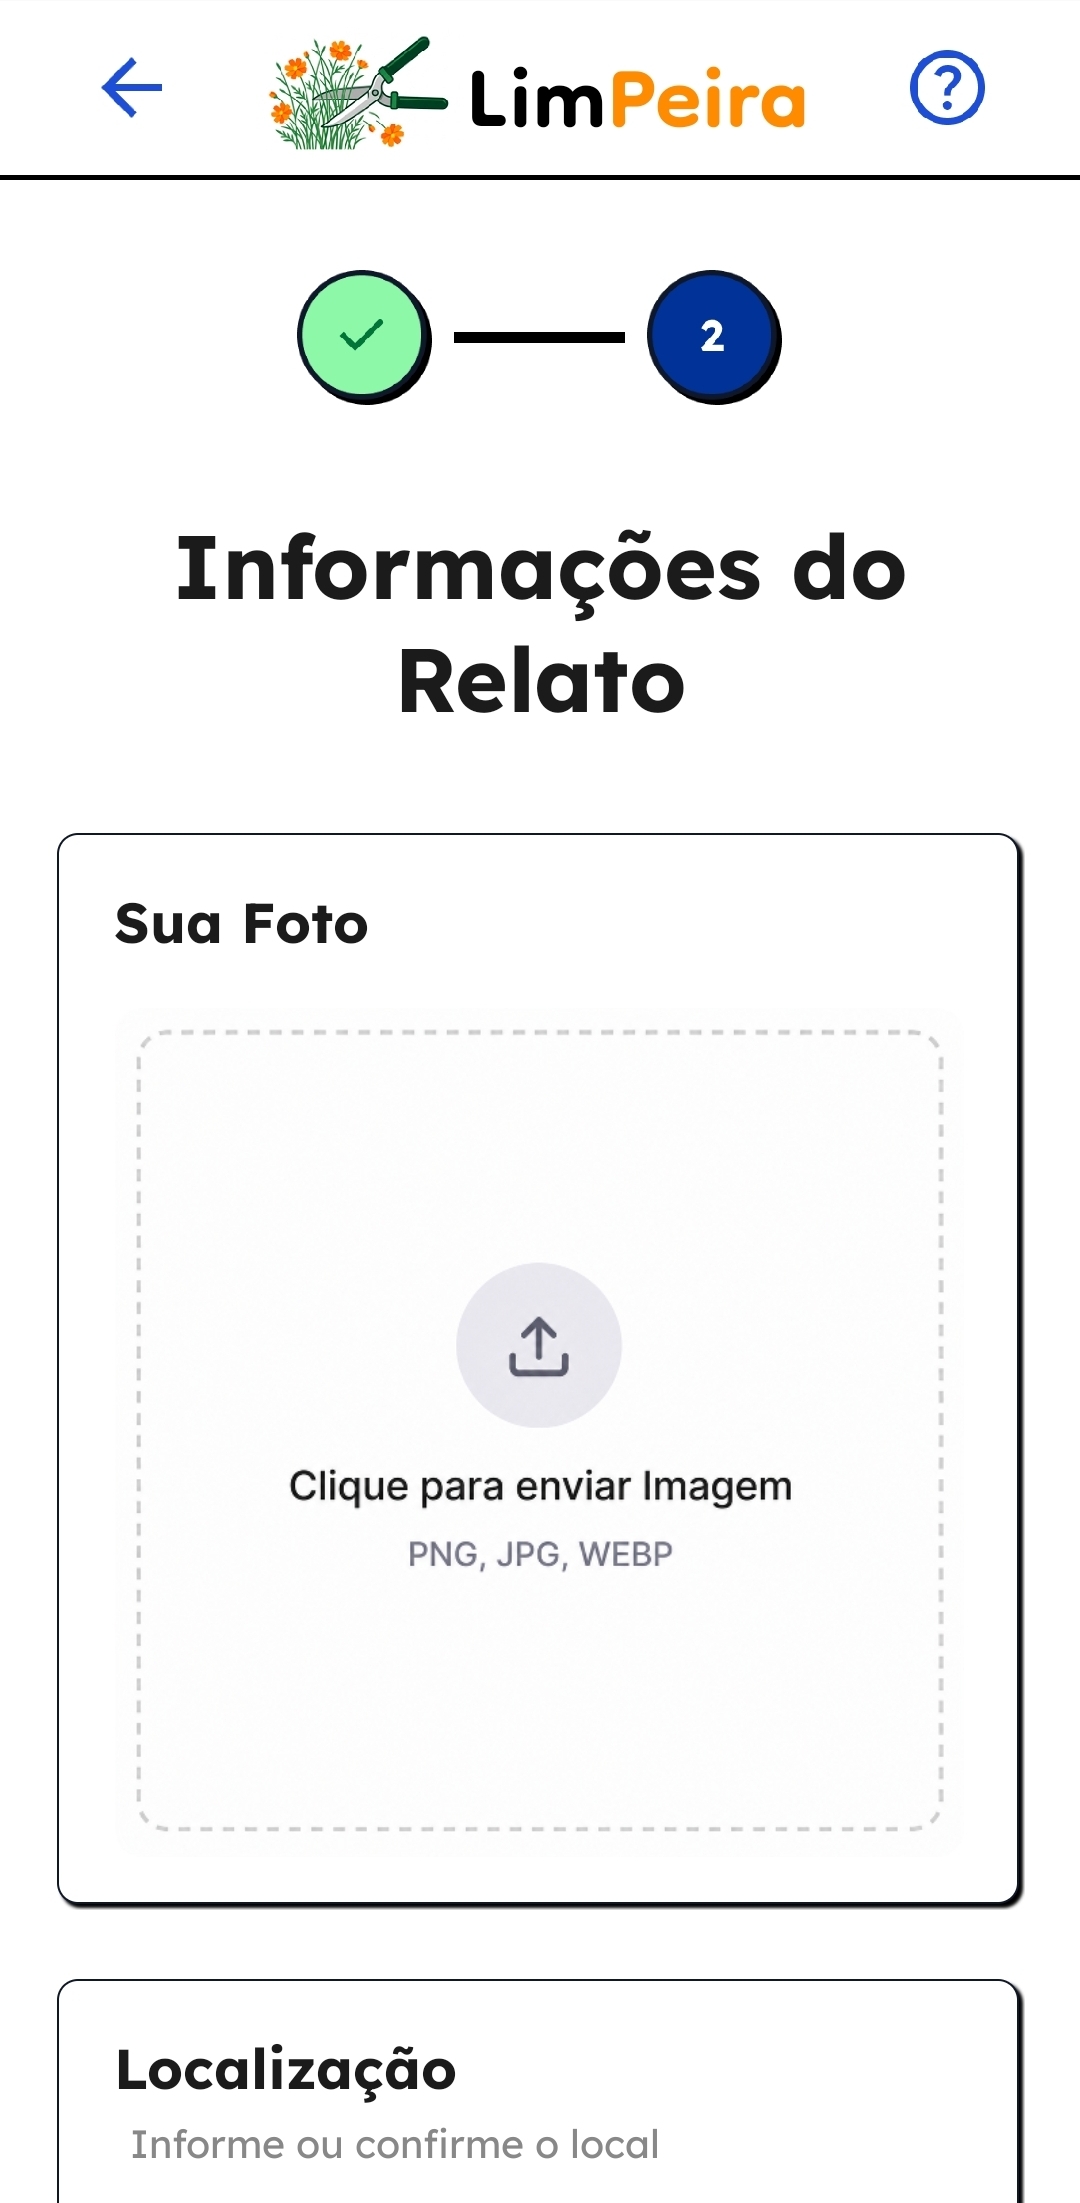 LimPeira
2
Informações do
Relato
Sua Foto
Clique para enviar Imagem
PNG, JPG, WEBP
Localização
Informe ou confirme o local